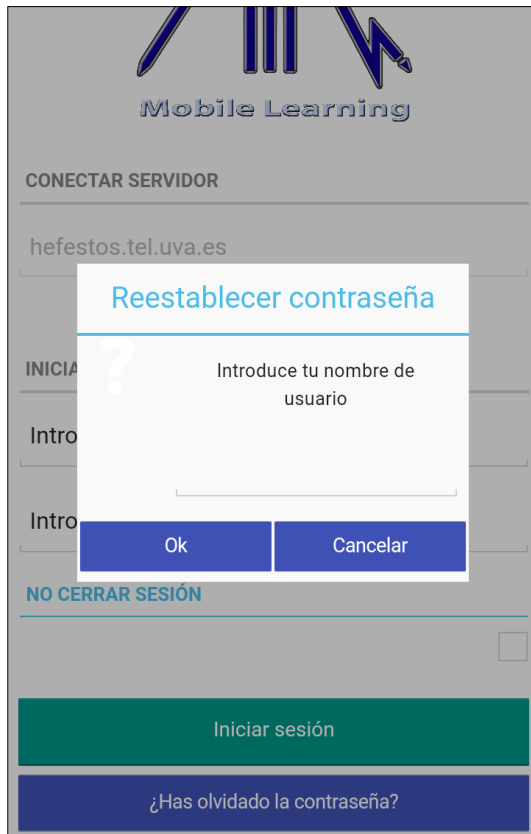 Mobile Learning
CONECTAR SERVIDOR
hefestos.tel.uva.es
Reestablecer contraseña
?
Introduce tu nombre de
usuario
Ok
Cancelar
INICIA
Intro
Intro
NO CERRAR SESIÓN
Iniciar sesión
¿Has olvidado la contraseña?